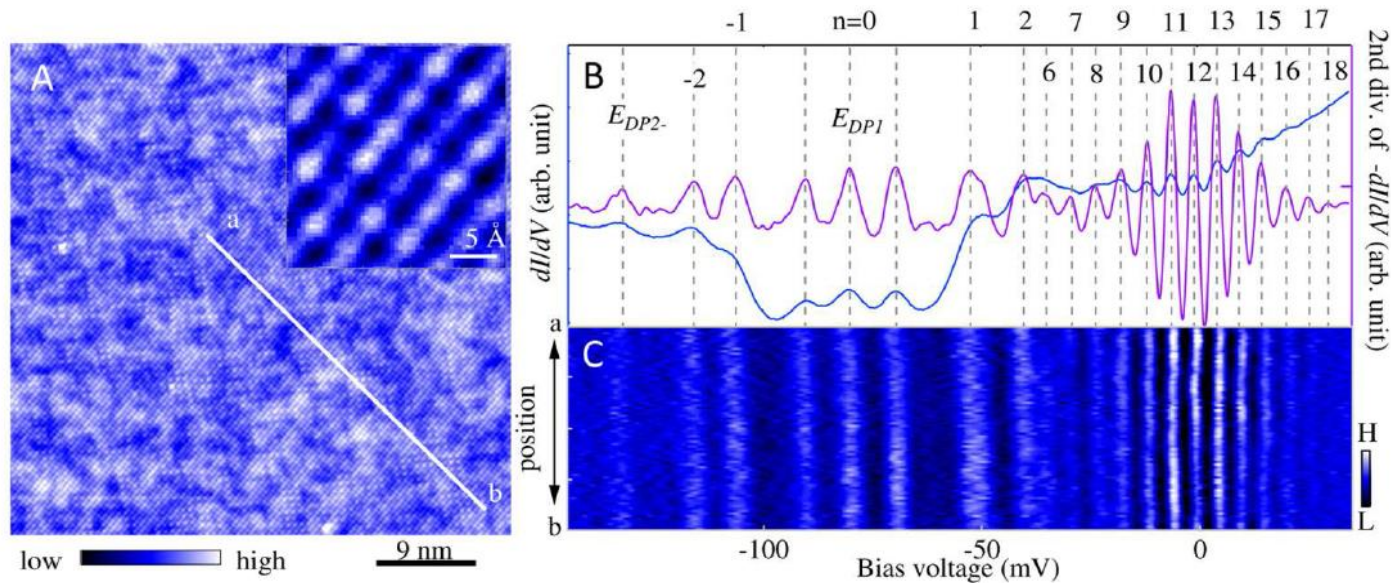 A
a
b
5 Å
low
high
9 nm
-1 n=0 1 2 7 9 11 13 15 17
B
-2 6 8 10 12 14 16 18
E_DP2-
E_DP1
dI/dV (arb. unit)
2nd div. of -dI/dV (arb. unit)
C
a
position
b
H
L
-100 -50 0
Bias voltage (mV)